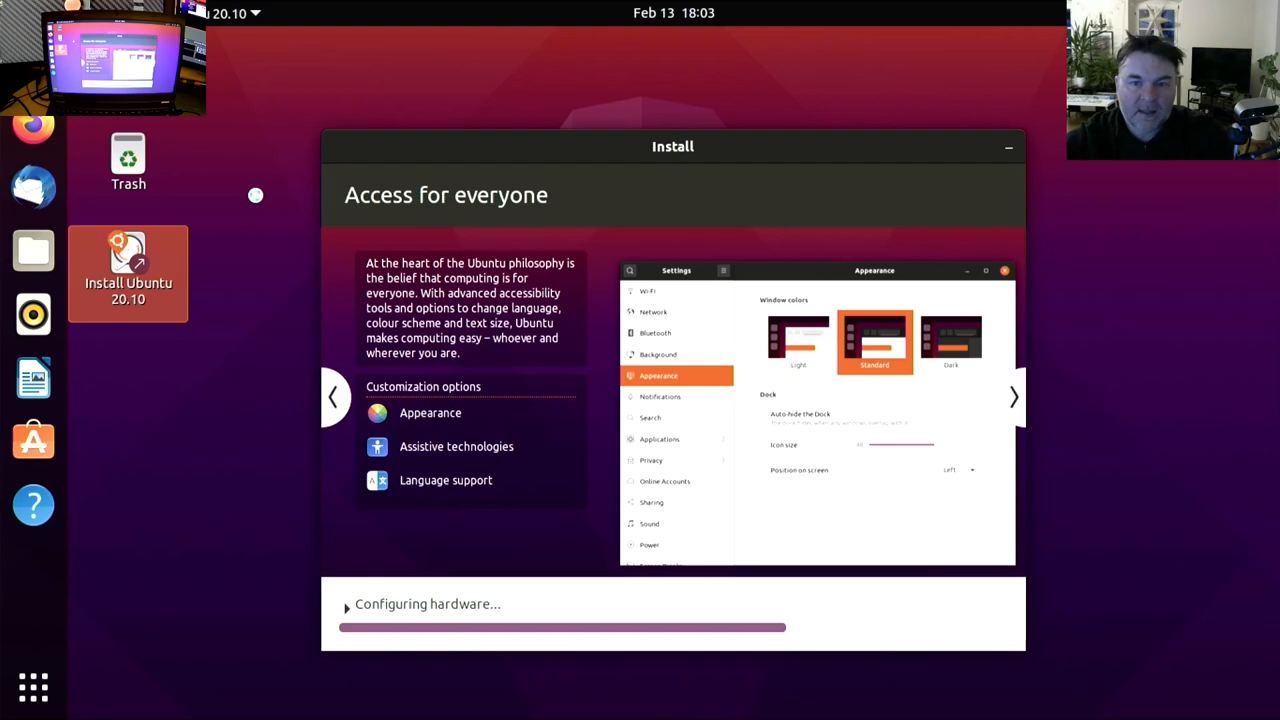 20.10
Feb 13 18:03
Trash
Install Ubuntu
20.10
Install
Access for everyone
At the heart of the Ubuntu philosophy is
the belief that computing is for
everyone. With advanced accessibility
tools and options to change language,
colour scheme and text size, Ubuntu
makes computing easy – whoever and
wherever you are.
Customization options
Appearance
Assistive technologies
Language support
Settings
Appearance
Wi-Fi
Network
Bluetooth
Background
Appearance
Notifications
Search
Applications
Privacy
Online Accounts
Sharing
Sound
Power
Window colors
Light
Standard
Dark
Dock
Auto-hide the Dock
Icon size
48
Position on screen
Left
Configuring hardware...